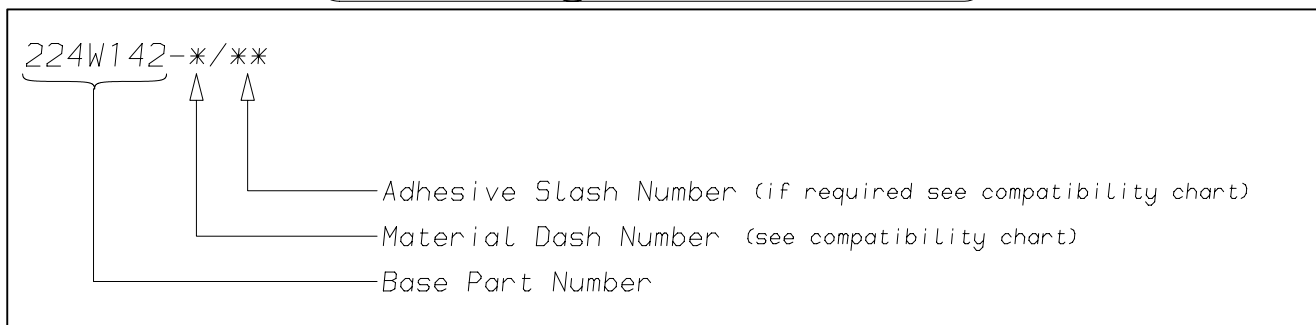 224W142-*/**
Adhesive Slash Number (if required see compatibility chart)
Material Dash Number (see compatibility chart)
Base Part Number